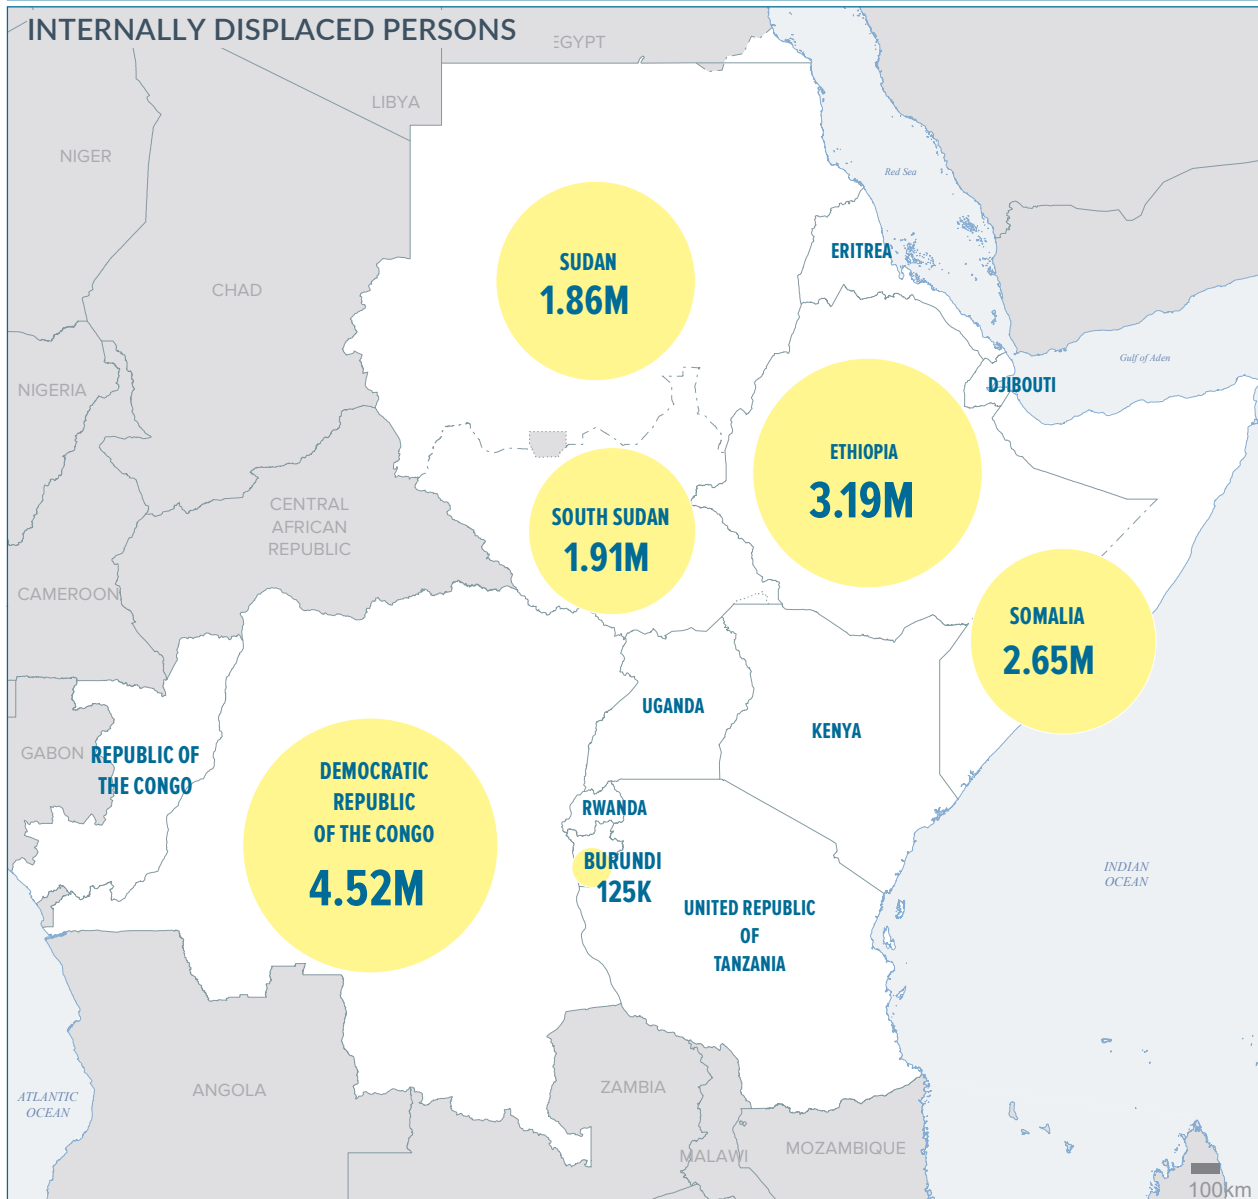 INTERNALLY DISPLACED PERSONS
EGYPT
LIBYA
NIGER
Red Sea
ERITREA
SUDAN
1.86M
CHAD
Gulf of Aden
DJIBOUTI
NIGERIA
ETHIOPIA
3.19M
CENTRAL
AFRICAN
REPUBLIC
SOUTH SUDAN
1.91M
CAMEROON
SOMALIA
2.65M
UGANDA
KENYA
GABON
REPUBLIC OF
THE CONGO
DEMOCRATIC
REPUBLIC
OF THE CONGO
4.52M
RWANDA
BURUNDI
125K
INDIAN
OCEAN
UNITED REPUBLIC
OF
TANZANIA
ANGOLA
ZAMBIA
ATLANTIC
OCEAN
MALAWI
MOZAMBIQUE
100km